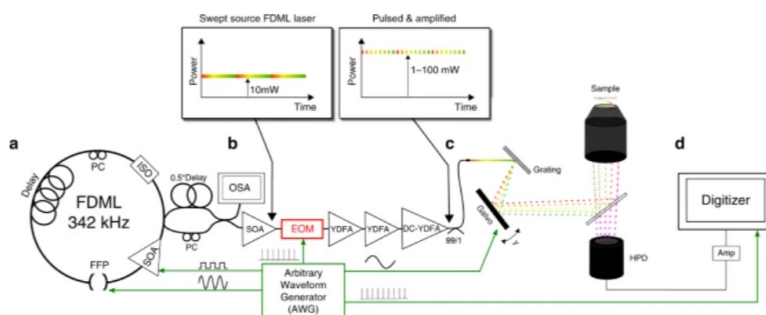 Swept source FDML laser
Power
10mW
Time
Pulsed & amplified
Power
1–100 mW
Time
a
PC
ISO
Delay
FDML
342 kHz
SOA
FFP
0.5*Delay
PC
b
OSA
SOA
EOM
YDFA
YDFA
DC-YDFA
99/1
Arbitrary
Waveform
Generator
(AWG)
c
Grating
Galvo
Y
Sample
HPD
d
Digitizer
Amp